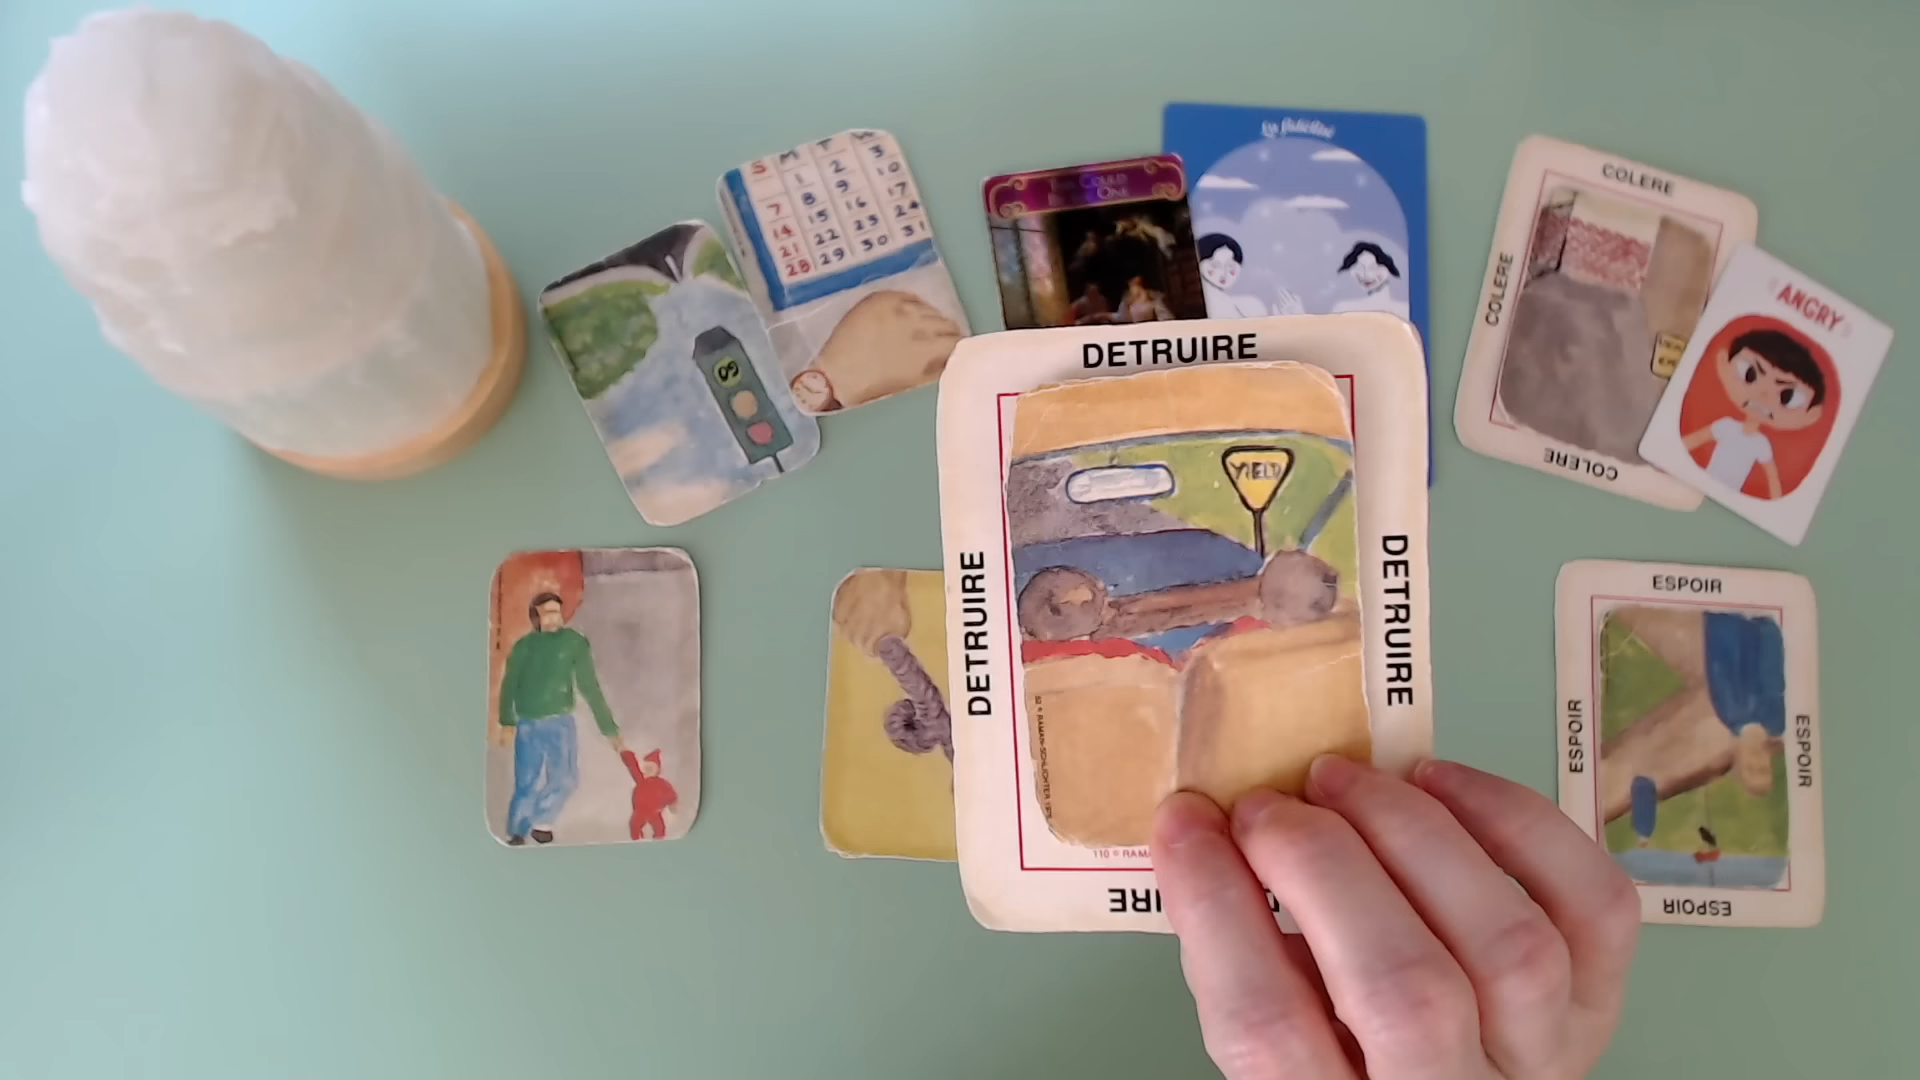 S M T W
1 2 3
7 8 9 10
14 15 16 17
21 22 23 24
28 29 30 31
GO
COLERE
COLERE
COLERE
ANGRY
DETRUIRE
DETRUIRE
DETRUIRE
YIELD
ESPOIR
ESPOIR
ESPOIR
ESPOIR